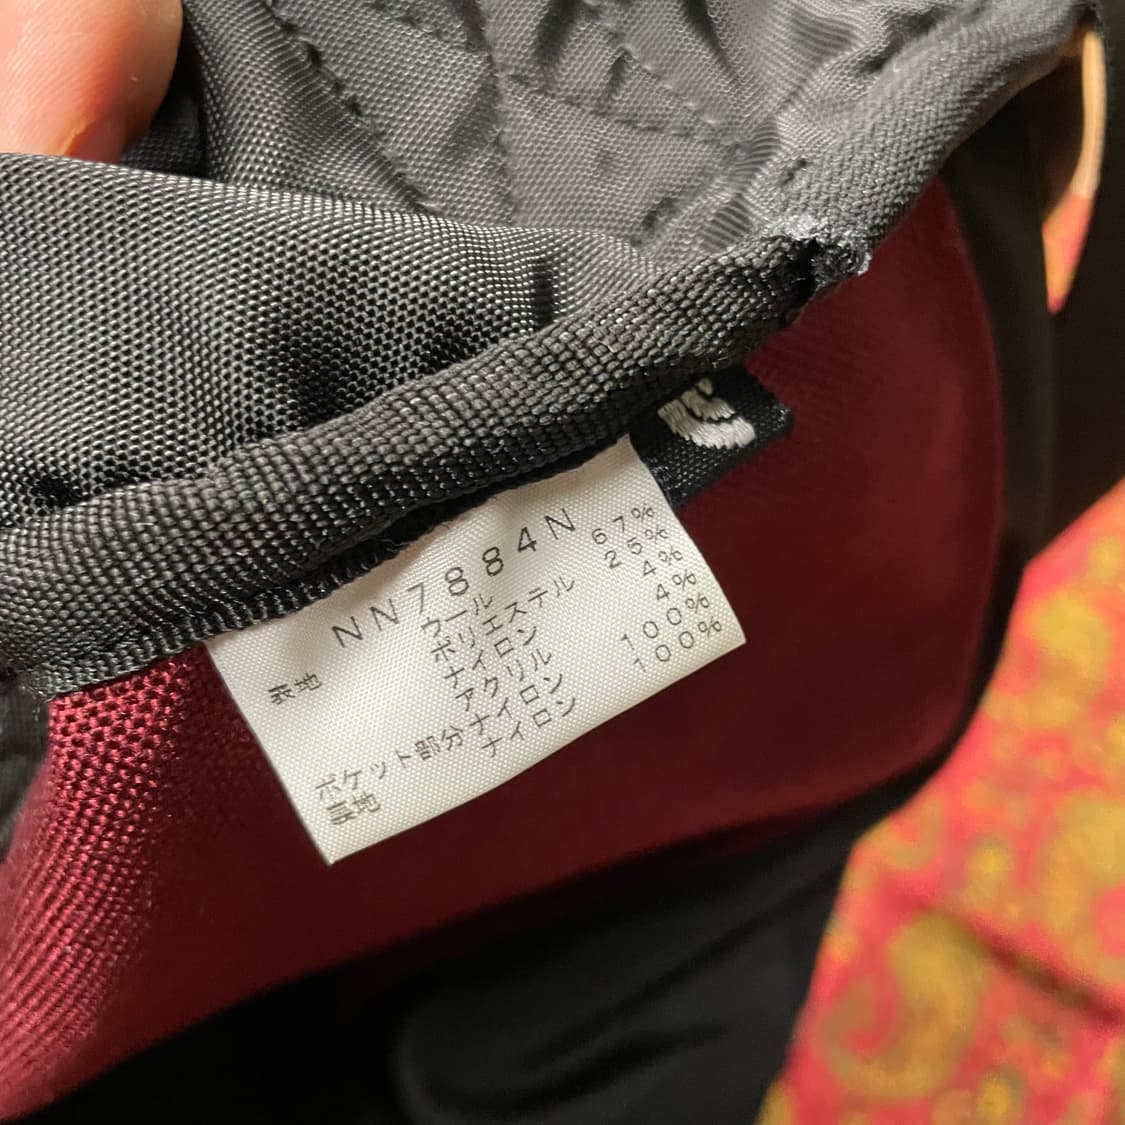 NN7884N
表地 ウール 67%
ポリエステル 25%
ナイロン 4%
アクリル 4%
ポケット部分 ナイロン 100%
裏地 ナイロン 100%